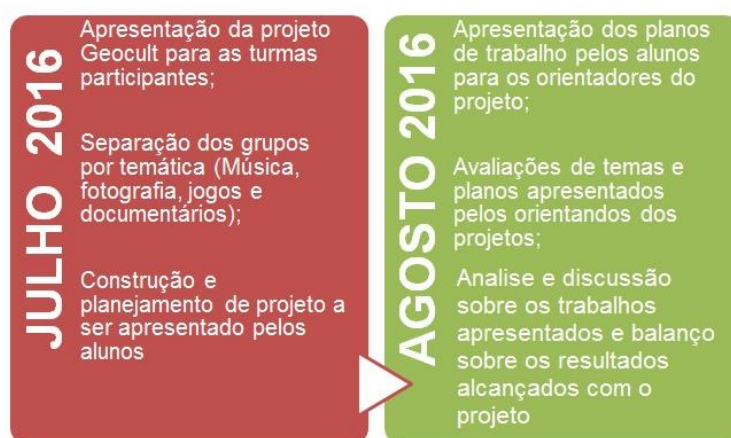 JULHO 2016
Apresentação da projeto
Geocult para as turmas
participantes;
Separação dos grupos
por temática (Música,
fotografia, jogos e
documentários);
Construção e
planejamento de projeto a
ser apresentado pelos
alunos
AGOSTO 2016
Apresentação dos planos
de trabalho pelos alunos
para os orientadores do
projeto;
Avaliações de temas e
planos apresentados
pelos orientandos dos
projetos;
Analise e discussão
sobre os trabalhos
apresentados e balanço
sobre os resultados
alcançados com o
projeto